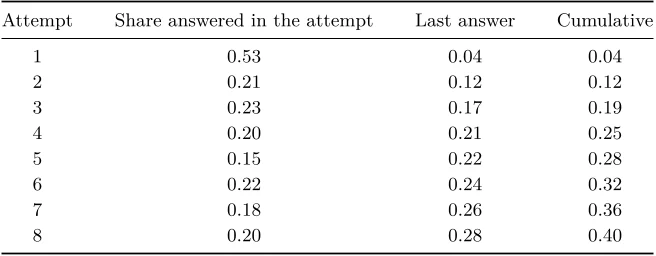 Attempt Share answered in the attempt Last answer Cumulative
1 0.53 0.04 0.04
2 0.21 0.12 0.12
3 0.23 0.17 0.19
4 0.20 0.21 0.25
5 0.15 0.22 0.28
6 0.22 0.24 0.32
7 0.18 0.26 0.36
8 0.20 0.28 0.40